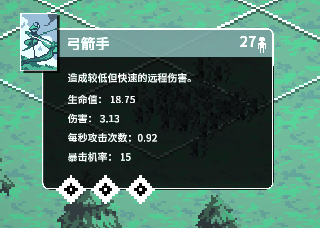 弓箭手
27
造成较低但快速的远程伤害。
生命值： 18.75
伤害： 3.13
每秒攻击次数：0.92
暴击机率： 15